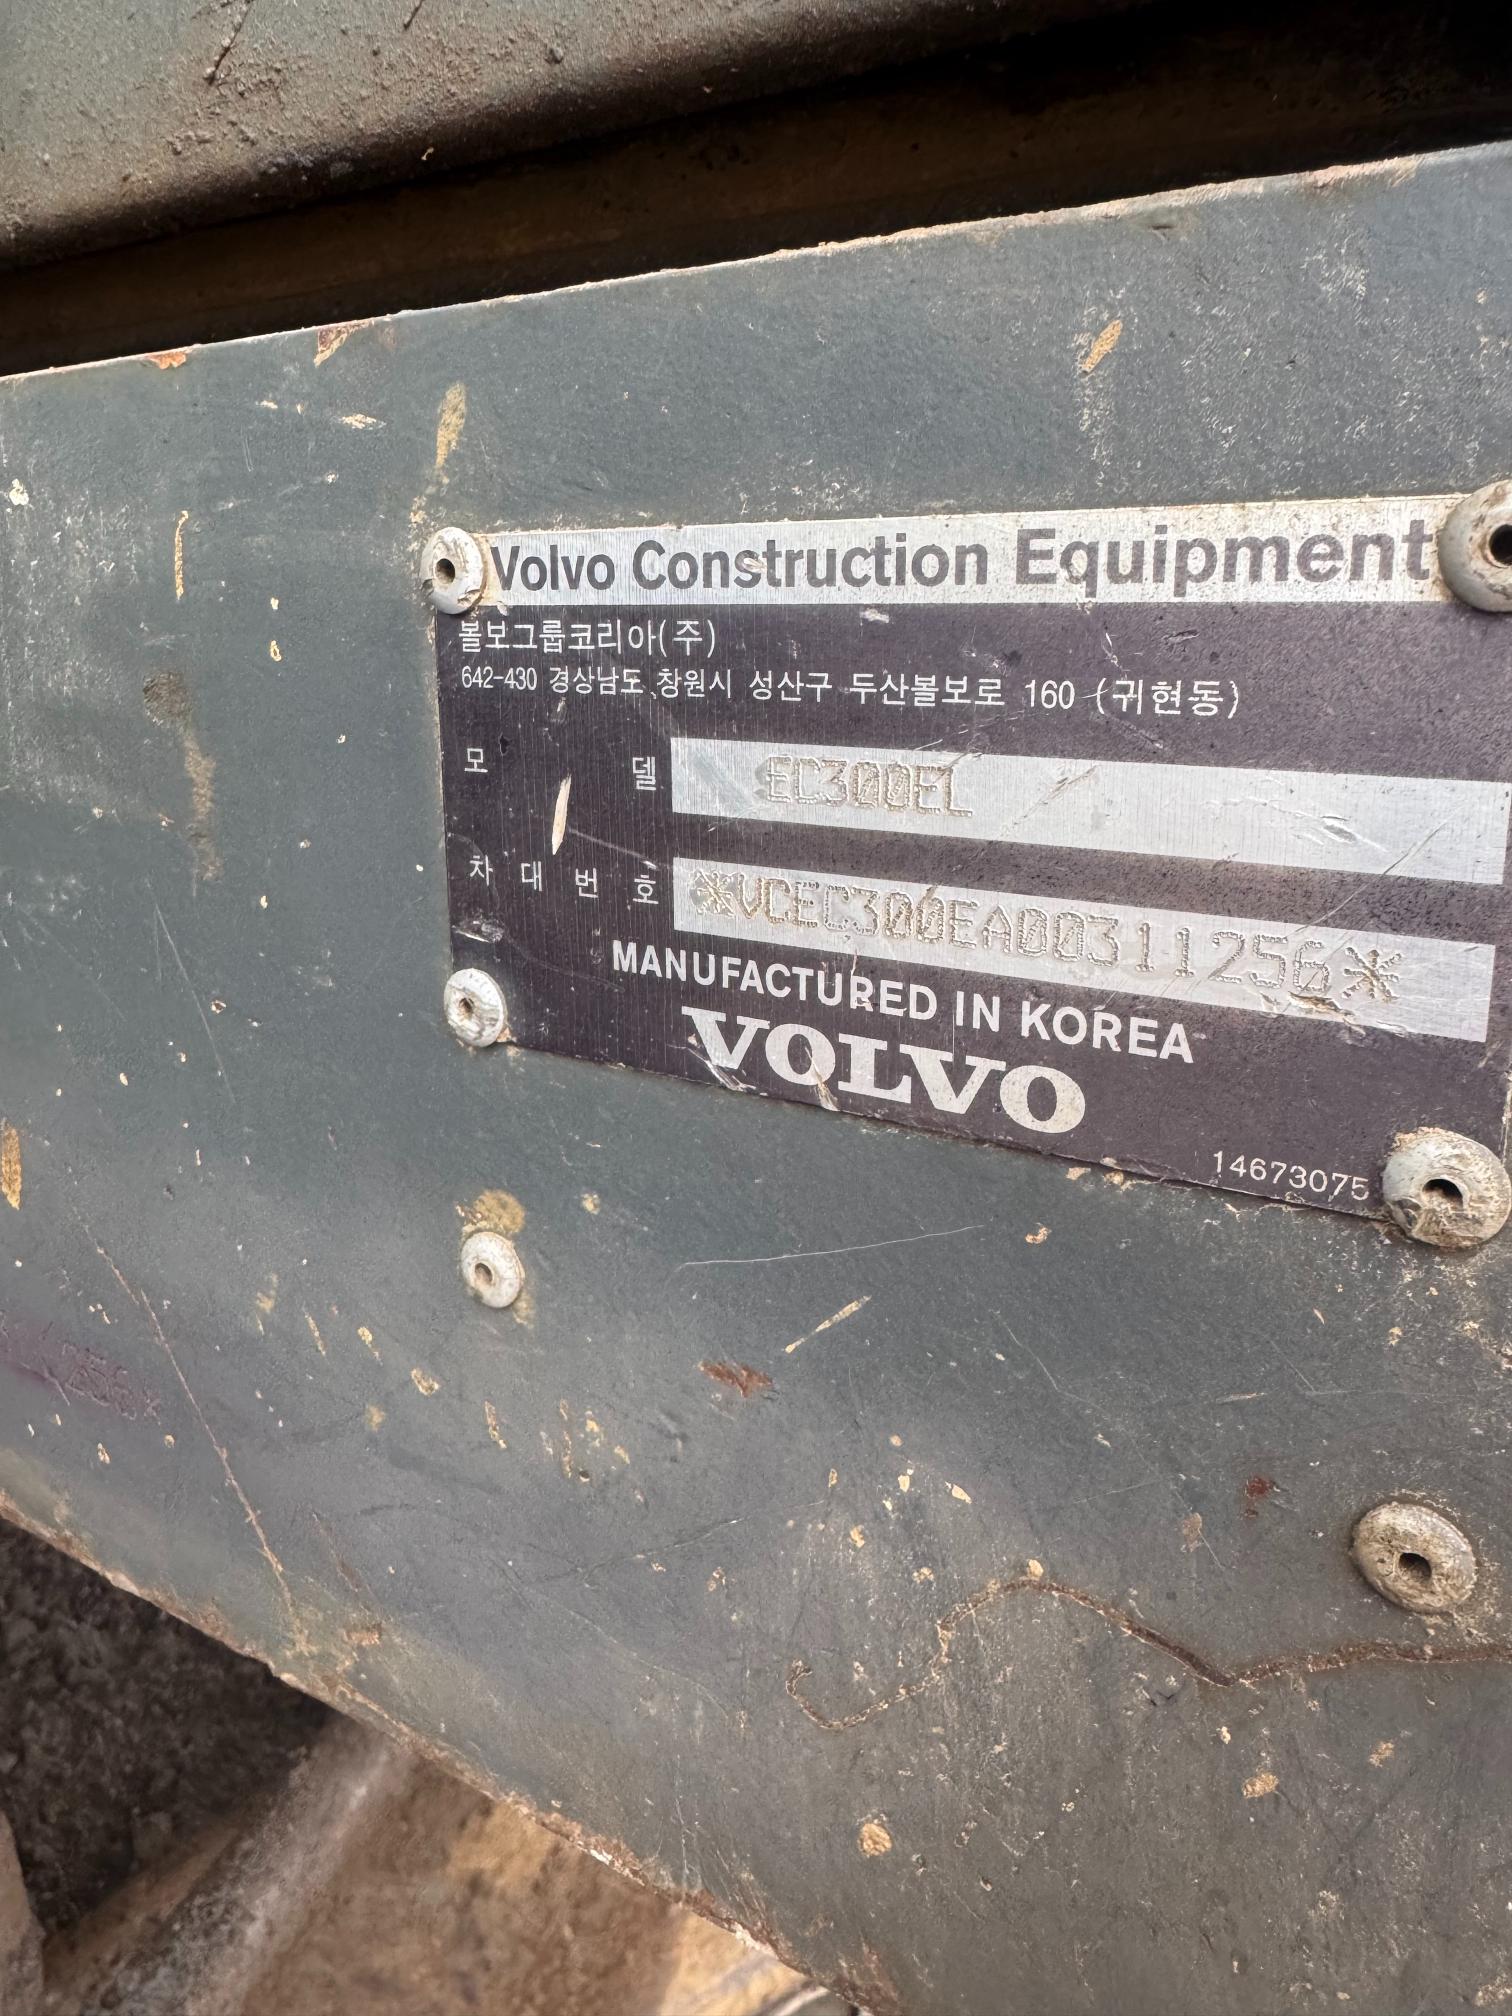 Volvo Construction Equipment
볼보그룹코리아(주)
642-430 경상남도 창원시 성산구 두산볼보로 160 (귀현동)
모 델 EC300EL
차 대 번 호 *VCEC300EA00311256*
MANUFACTURED IN KOREA
VOLVO
14673075